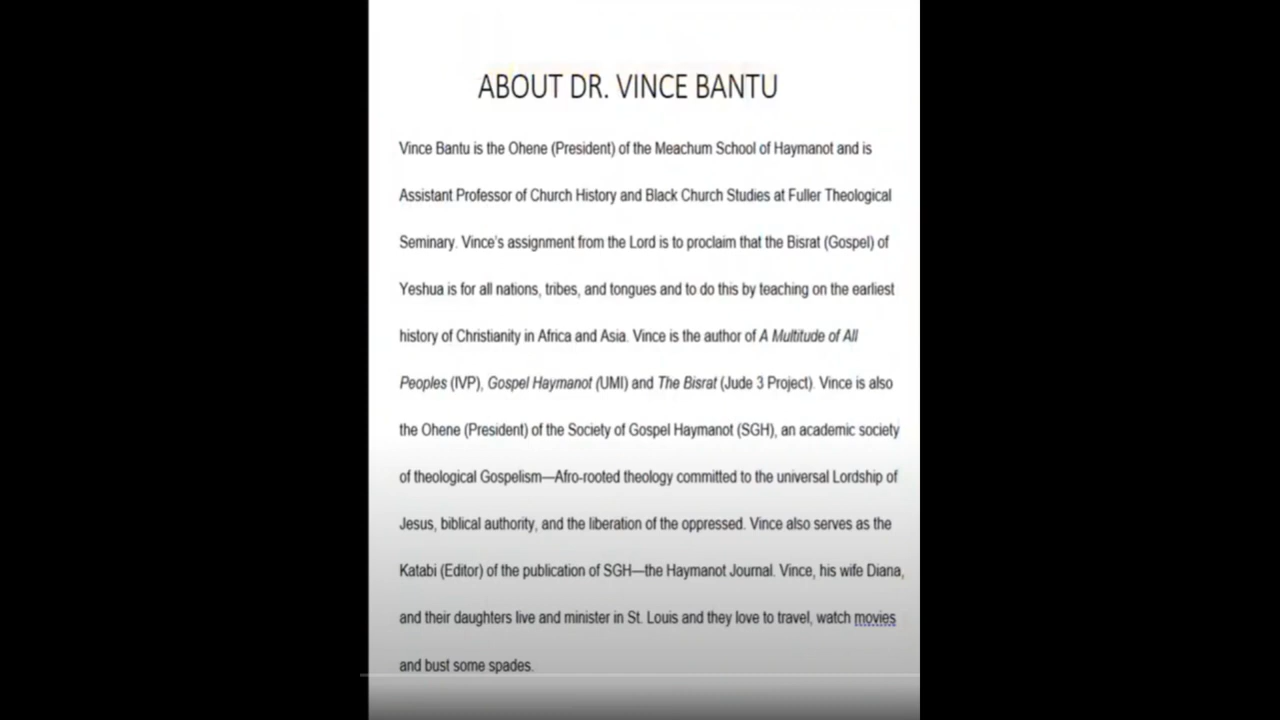 ABOUT DR. VINCE BANTU
Vince Bantu is the Ohene (President) of the Meachum School of Haymanot and is
Assistant Professor of Church History and Black Church Studies at Fuller Theological
Seminary. Vince's assignment from the Lord is to proclaim that the Bisrat (Gospel) of
Yeshua is for all nations, tribes, and tongues and to do this by teaching on the earliest
history of Christianity in Africa and Asia. Vince is the author of A Multitude of All
Peoples (IVP), Gospel Haymanot (UMI) and The Bisrat (Jude 3 Project). Vince is also
the Ohene (President) of the Society of Gospel Haymanot (SGH), an academic society
of theological Gospelism—Afro-rooted theology committed to the universal Lordship of
Jesus, biblical authority, and the liberation of the oppressed. Vince also serves as the
Katabi (Editor) of the publication of SGH—the Haymanot Journal. Vince, his wife Diana,
and their daughters live and minister in St. Louis and they love to travel, watch movies
and bust some spades.